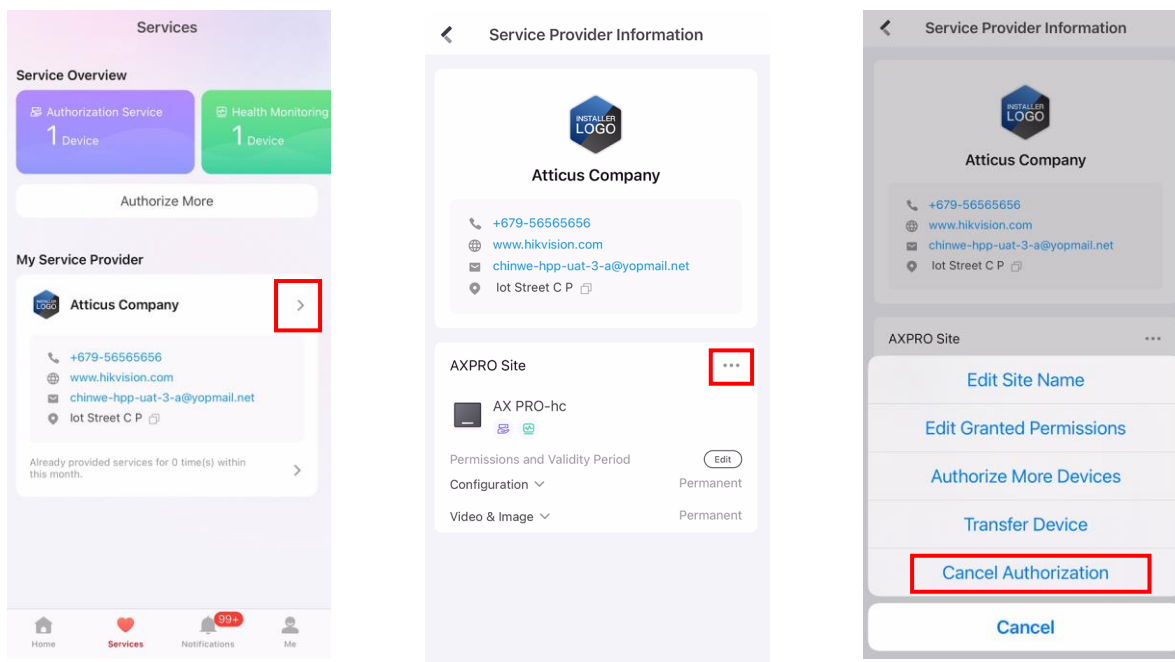 Services
Service Overview
Authorization Service
1 Device
Health Monitoring
1 Device
Authorize More
My Service Provider
INSTALLER
LOGO
Atticus Company
+679-56565656
www.hikvision.com
chinwe-hpp-uat-3-a@yopmail.net
Iot Street C P
Already provided services for 0 time(s) within
this month.
99+
Home
Services
Notifications
Me
Service Provider Information
INSTALLER
LOGO
Atticus Company
+679-56565656
www.hikvision.com
chinwe-hpp-uat-3-a@yopmail.net
Iot Street C P
AXPRO Site
AX PRO-hc
Permissions and Validity Period
Edit
Configuration
Permanent
Video & Image
Permanent
Service Provider Information
INSTALLER
LOGO
Atticus Company
+679-56565656
www.hikvision.com
chinwe-hpp-uat-3-a@yopmail.net
Iot Street C P
AXPRO Site
Edit Site Name
Edit Granted Permissions
Authorize More Devices
Transfer Device
Cancel Authorization
Cancel